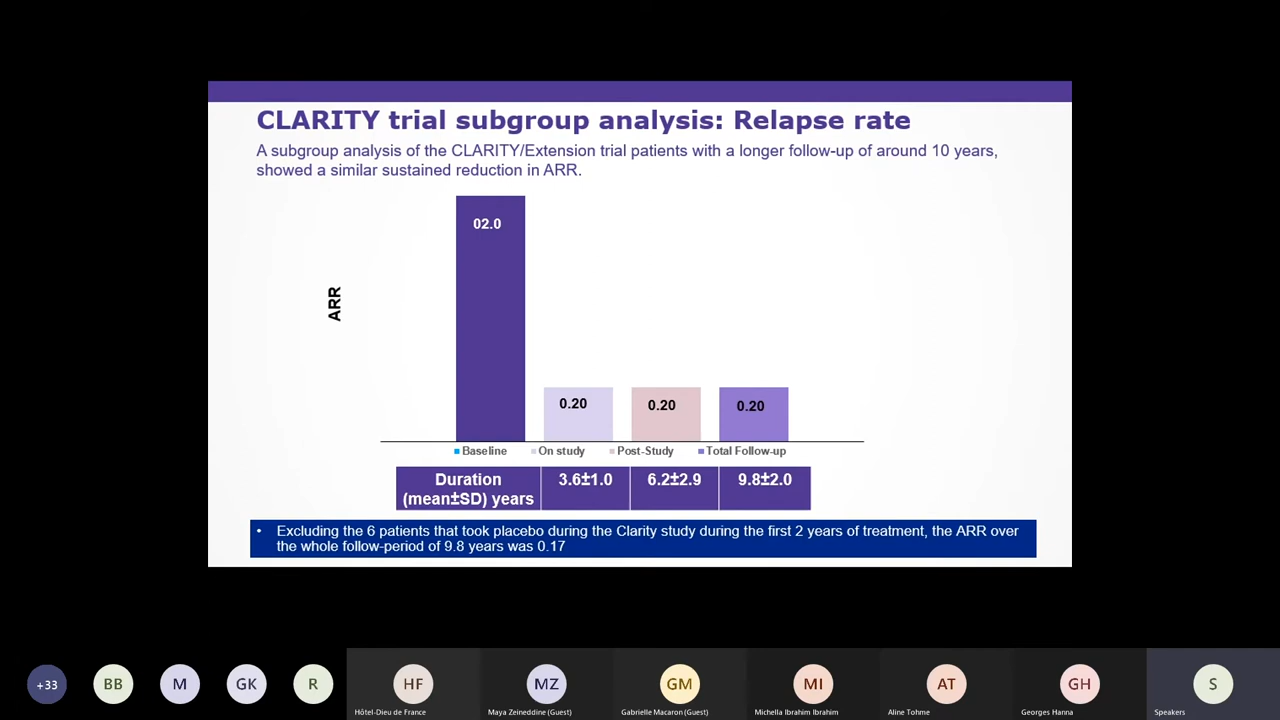 CLARITY trial subgroup analysis: Relapse rate
A subgroup analysis of the CLARITY/Extension trial patients with a longer follow-up of around 10 years,
showed a similar sustained reduction in ARR.
02.0
ARR
0.20 0.20 0.20
Baseline On study Post-Study Total Follow-up
Duration
(mean±SD) years
3.6±1.0 6.2±2.9 9.8±2.0
• Excluding the 6 patients that took placebo during the Clarity study during the first 2 years of treatment, the ARR over
the whole follow-period of 9.8 years was 0.17
+33 BB M GK R HF MZ GM MI AT GH S
Hôtel-Dieu de France Maya Zeineddine (Guest) Gabrielle Macaron (Guest) Michella Ibrahim Ibrahim Aline Tohme Georges Hanna Speakers